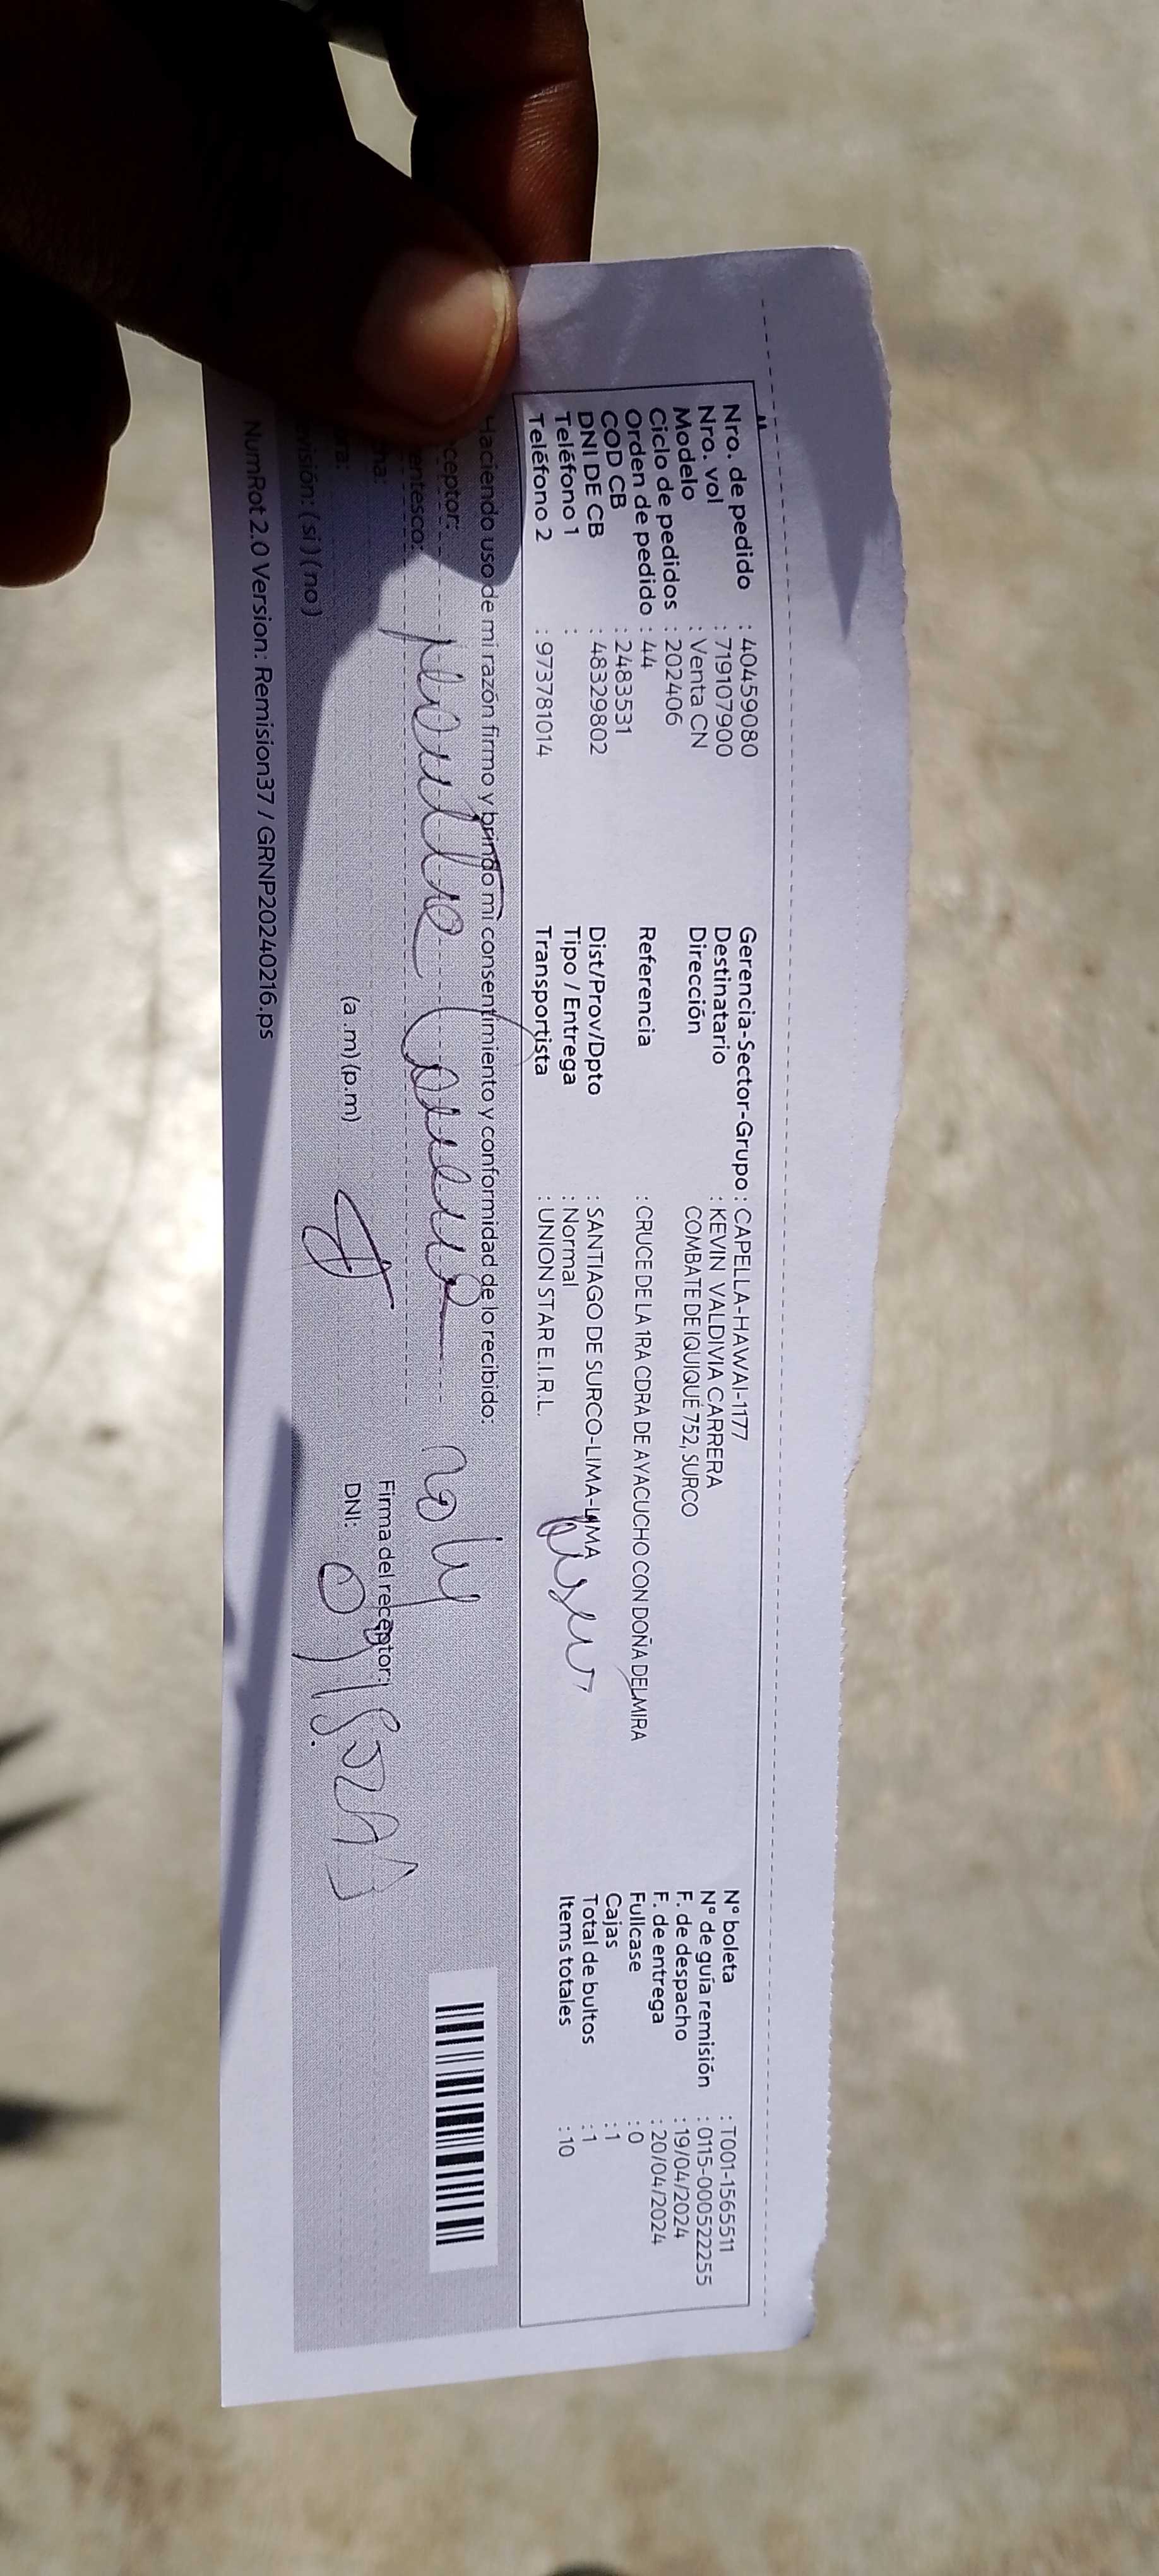 Nro. de pedido : 40459080
Nro. vol : 719107900
Modelo : Venta CN
Ciclo de pedidos : 202406
Orden de pedido : 44
COD CB : 2483531
DNI DE CB : 48329802
Teléfono 1 :
Teléfono 2 : 973781014
Gerencia-Sector-Grupo : CAPELLA-HAWAI-1177
Destinatario : KEVIN VALDIVIA CARRERA
Dirección COMBATE DE IQUIQUE 752, SURCO
Referencia : CRUCE DE LA 1RA CDRA DE AYACUCHO CON DOÑA DELMIRA
Dist/Prov/Dpto : SANTIAGO DE SURCO-LIMA-LIMA
Tipo / Entrega : Normal
Transportista : UNION STAR E.I.R.L.
N° boleta : T001-1565511
N° de guía remisión : 0115-000522255
F. de despacho : 19/04/2024
F. de entrega : 20/04/2024
Fullcase : 0
Cajas : 1
Total de bultos : 1
Items totales : 10
Haciendo uso de mi razón firmo y brindo mi consentimiento y conformidad de lo recibido:
ceptor:
entesco:
(a .m) (p.m)
Firma del receptor:
DNI:
visión: ( si ) ( no )
NumRot 2.0 Version: Remision37 / GRNP20240216.ps